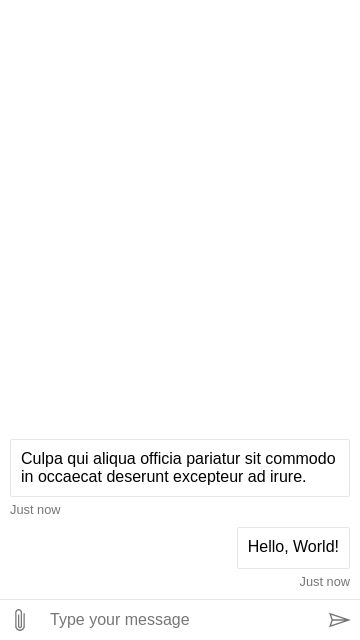 Culpa qui aliqua officia pariatur sit commodo
in occaecat deserunt excepteur ad irure.
Just now
Hello, World!
Just now
Type your message